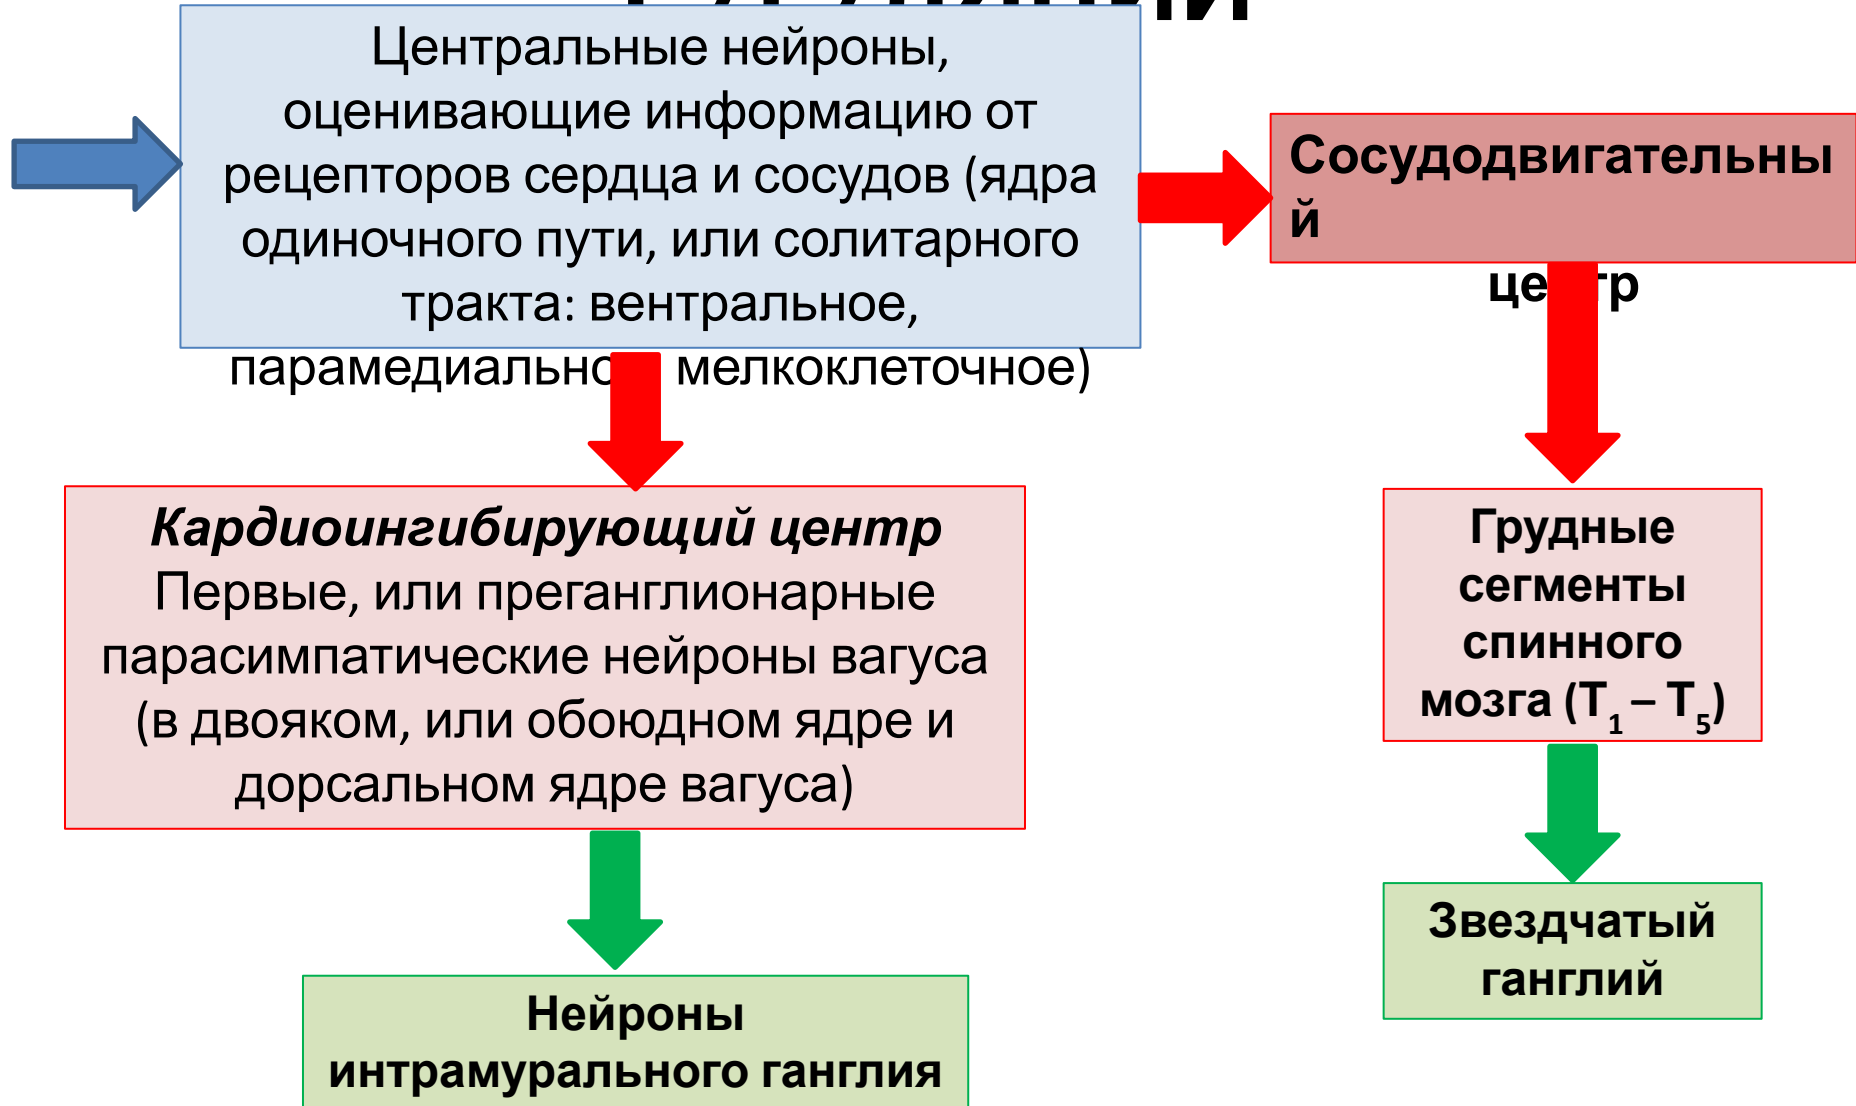 Центральные нейроны,
оценивающие информацию от
рецепторов сердца и сосудов (ядра
одиночного пути, или солитарного
тракта: вентральное,
мелкоклеточное)
Сосудодвигательны
й
Кардиоингибирующий центр
Первые, или преганглионарные
парасимпатические нейроны вагуса
(в двояком, или обоюдном ядре и
дорсальном ядре вагуса)
Грудные
сегменты
спинного
мозга (Т1 – Т5)
Нейроны
интрамурального ганглия
Звездчатый
ганглий